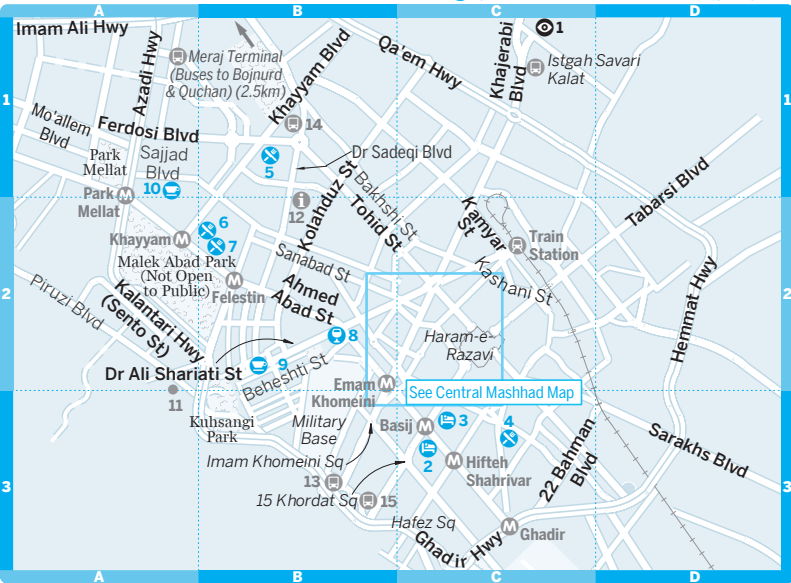 A
B
C
D
Imam Ali Hwy
Azadi Hwy
Meraj Terminal
(Buses to Bojnurd
& Quchan) (2.5km)
Khayyam Blvd
Qa'em Hwy
Khajerabi
Blvd
1
Istgah Savari
Kalat
1
1
Mo'allem
Blvd
Ferdosi Blvd
14
Park
Mellat
Sajjad
Blvd
10
5
Dr Sadeqi Blvd
Park
Mellat
12
Kolahduz St
Bakhshi St
Tohid St
Kamyar
St
Tabarsi Blvd
6
7
Khayyam
Train
Station
Malek Abad Park
(Not Open
to Public)
Sanabad St
Kashani St
2
2
Felestin
Ahmed
Abad St
Piruzi Blvd
Kalantari Hwy
(Sento St)
Hemmat Hwy
8
Haram-e-
Razavi
9
Dr Ali Shariati St
Beheshti St
Emam
Khomeini
See Central Mashhad Map
11
Kuhsangi
Park
Military
Base
Basij
3
4
2
Imam Khomeini Sq
Hifteh
Shahrivar
22 Bahman
Blvd
Sarakhs Blvd
3
3
13
15 Khordat Sq
15
Hafez Sq
Ghadir Hwy
Ghadir
A
B
C
D